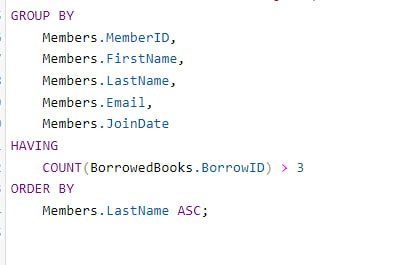 GROUP BY
Members.MemberID,
Members.FirstName,
Members.LastName,
Members.Email,
Members.JoinDate
HAVING
COUNT(BorrowedBooks.BorrowID) > 3
ORDER BY
Members.LastName ASC;